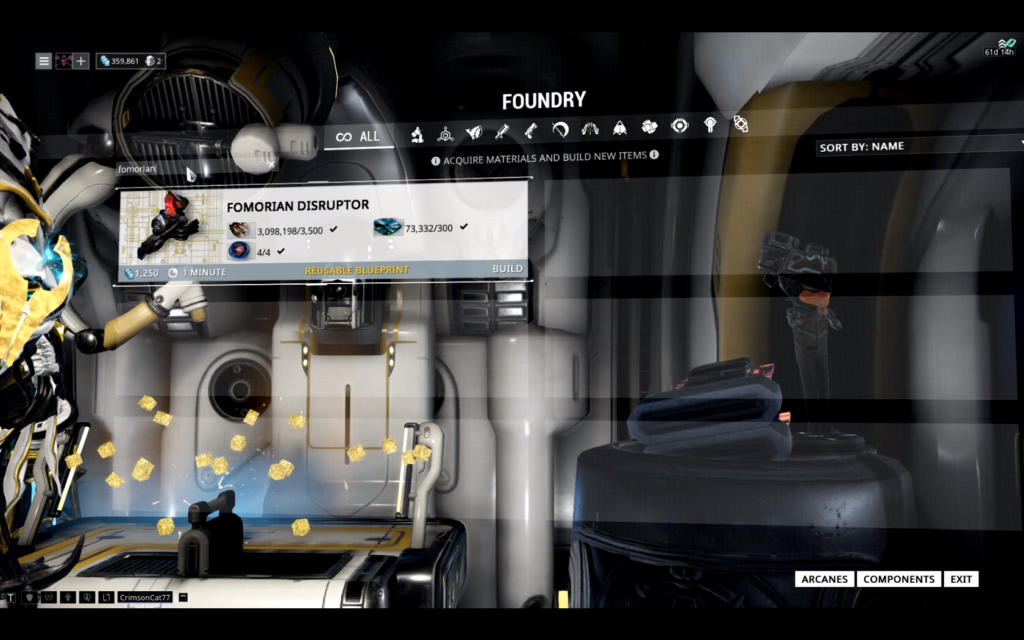 359,861 2
61d 14h
FOUNDRY
ALL
ACQUIRE MATERIALS AND BUILD NEW ITEMS
SORT BY: NAME
fomorian
FOMORIAN DISRUPTOR
3,098,198/3,500
73,332/300
4/4
1,250 1 MINUTE REUSABLE BLUEPRINT BUILD
ARCANES COMPONENTS EXIT
T CrimsonCat77